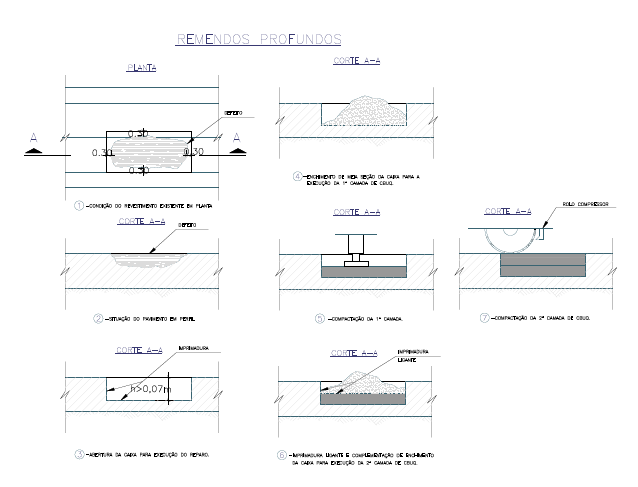 REMENDOS PROFUNDOS
PLANTA
DEFEITO
A
A
0.30
0.30
0.30
0.30
1 -CONDIÇÃO DO REVESTIMENTO EXISTENTE EM PLANTA
CORTE A-A
DEFEITO
2 -SITUAÇÃO DO PAVIMENTO EM PERFIL
CORTE A-A
IMPRIMADURA
h>0,07m
3 -ABERTURA DA CAIXA PARA EXECUÇÃO DO REPARO.
CORTE A-A
4 -ENCHIMENTO DE MEIA SEÇÃO DA CAIXA PARA A
EXECUÇÃO DA 1ª CAMADA DE CBUQ.
CORTE A-A
5 -COMPACTAÇÃO DA 1ª CAMADA.
CORTE A-A
IMPRIMADURA
LIGANTE
6 -IMPRIMADURA LIGANTE E COMPLEMENTAÇÃO DE ENCHIMENTO
DA CAIXA PARA EXECUÇÃO DA 2ª CAMADA DE CBUQ.
CORTE A-A
ROLO COMPRESSOR
7 -COMPACTAÇÃO DA 2ª CAMADA DE CBUQ.